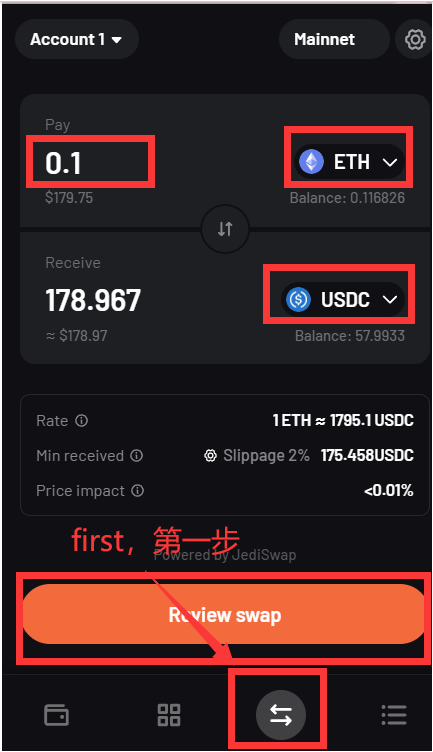 Account 1
Mainnet
Pay
0.1
ETH
$179.75
Balance: 0.116826
Receive
178.967
USDC
≈ $178.97
Balance: 57.9933
Rate
1 ETH ≈ 1795.1 USDC
Min received
Slippage 2%
175.458USDC
Price impact
<0.01%
first，第一步
Powered by JediSwap
Review swap